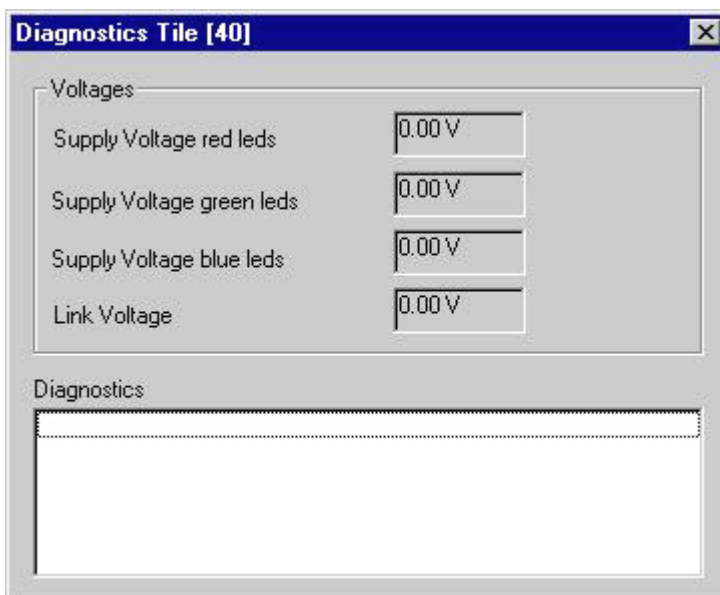 Diagnostics Tile [40]
Voltages
Supply Voltage red leds 0.00 V
Supply Voltage green leds 0.00 V
Supply Voltage blue leds 0.00 V
Link Voltage 0.00 V
Diagnostics